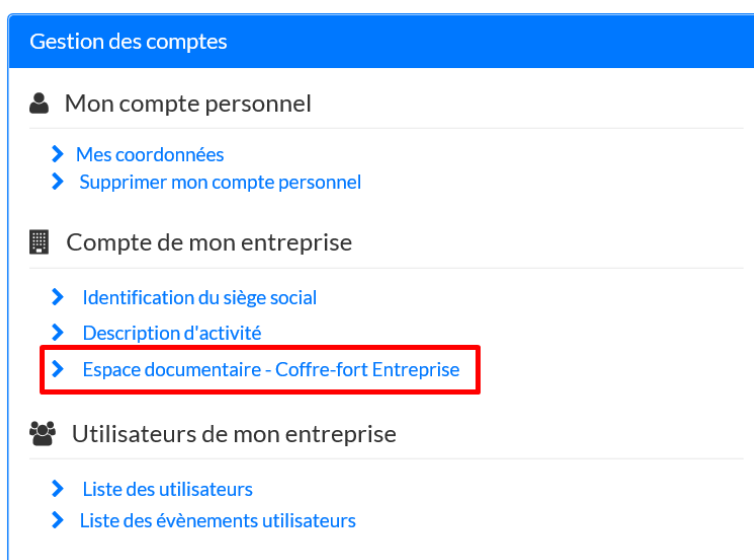 Gestion des comptes
Mon compte personnel
Mes coordonnées
Supprimer mon compte personnel
Compte de mon entreprise
Identification du siège social
Description d'activité
Espace documentaire - Coffre-fort Entreprise
Utilisateurs de mon entreprise
Liste des utilisateurs
Liste des évènements utilisateurs